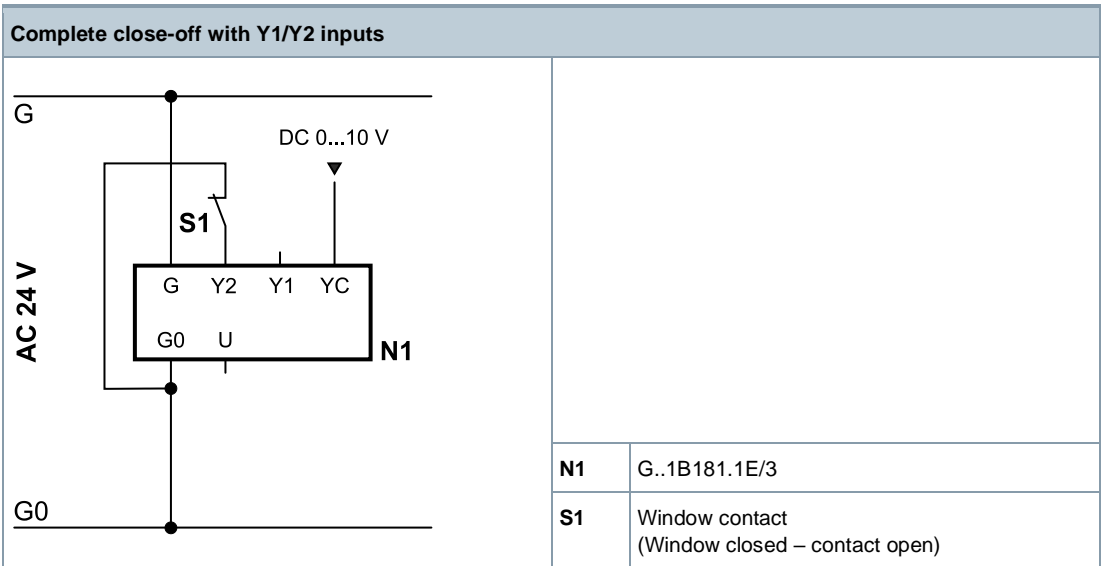 Complete close-off with Y1/Y2 inputs
G
DC 0...10 V
S1
AC 24 V
G Y2 Y1 YC
G0 U
N1
G0
N1 G..1B181.1E/3
S1 Window contact
(Window closed – contact open)